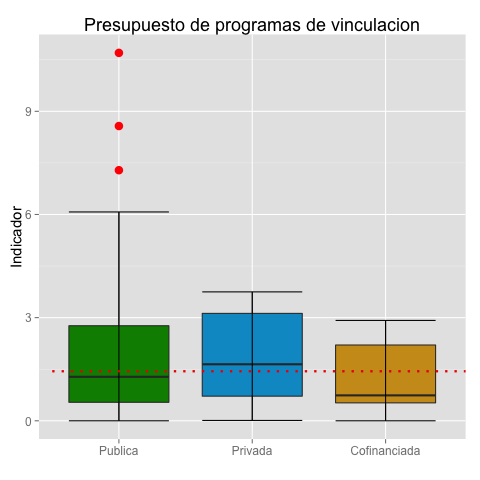 Presupuesto de programas de vinculacion
Indicador
9
6
3
0
Publica
Privada
Cofinanciada